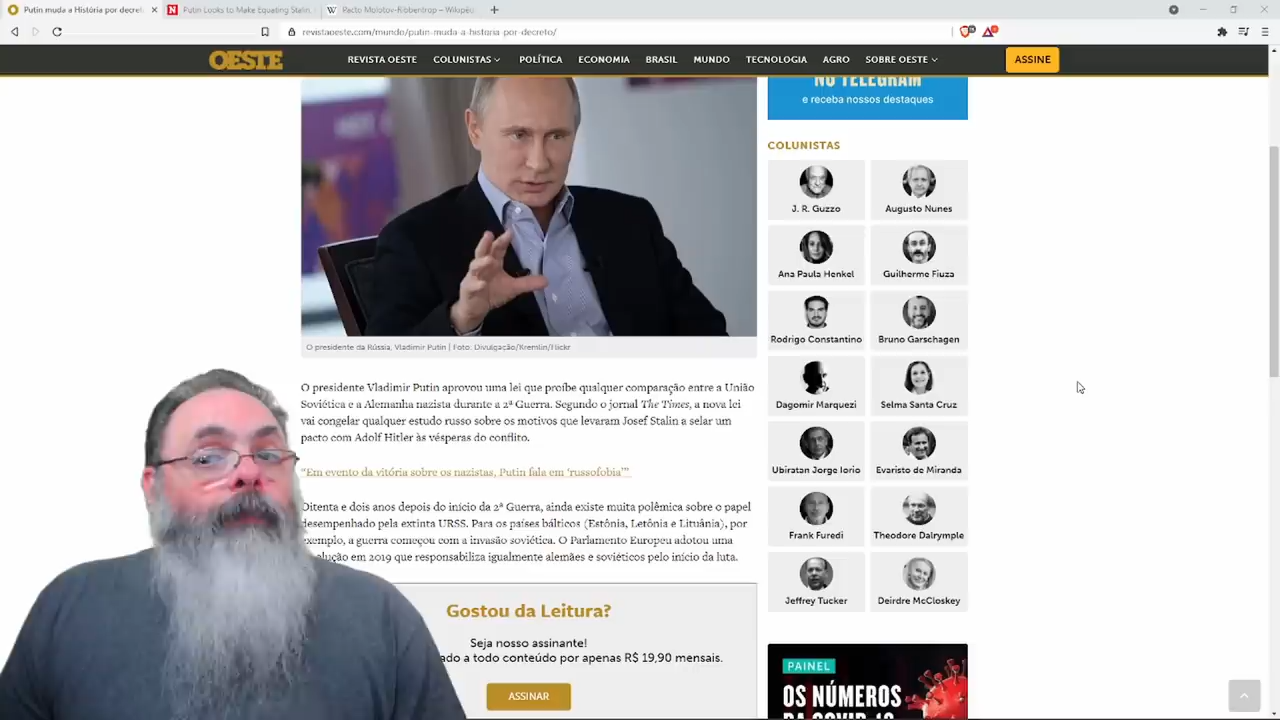 Putin muda a História por decreto
Putin Looks to Make Equating Stalin,
Pacto Molotov-Ribbentrop – Wikipé
revistaoeste.com/mundo/putin-muda-a-historia-por-decreto/
OESTE
REVISTA OESTE
COLUNISTAS
POLÍTICA
ECONOMIA
BRASIL
MUNDO
TECNOLOGIA
AGRO
SOBRE OESTE
ASSINE
NO TELEGRAM
e receba nossos destaques
O presidente da Rússia, Vladimir Putin | Foto: Divulgação/Kremlin/Flickr
O presidente Vladimir Putin aprovou uma lei que proíbe qualquer comparação entre a União
Soviética e a Alemanha nazista durante a 2ª Guerra. Segundo o jornal The Times, a nova lei
vai congelar qualquer estudo russo sobre os motivos que levaram Josef Stalin a selar um
pacto com Adolf Hitler às vésperas do conflito.
“Em evento da vitória sobre os nazistas, Putin fala em ‘russofobia’”
Oitenta e dois anos depois do início da 2ª Guerra, ainda existe muita polêmica sobre o papel
desempenhado pela extinta URSS. Para os países bálticos (Estônia, Letônia e Lituânia), por
exemplo, a guerra começou com a invasão soviética. O Parlamento Europeu adotou uma
olução em 2019 que responsabiliza igualmente alemães e soviéticos pelo início da luta.
Gostou da Leitura?
Seja nosso assinante!
ado a todo conteúdo por apenas R$ 19,90 mensais.
ASSINAR
COLUNISTAS
J. R. Guzzo
Augusto Nunes
Ana Paula Henkel
Guilherme Fiuza
Rodrigo Constantino
Bruno Garschagen
Dagomir Marquezi
Selma Santa Cruz
Ubiratan Jorge Iorio
Evaristo de Miranda
Frank Furedi
Theodore Dalrymple
Jeffrey Tucker
Deirdre McCloskey
PAINEL
OS NÚMEROS
DA COVID-19